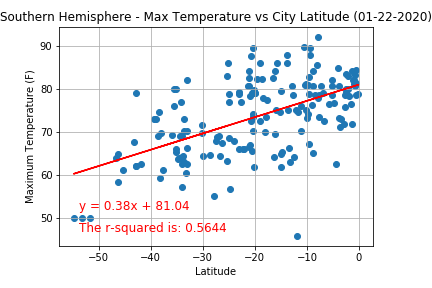 Southern Hemisphere - Max Temperature vs City Latitude (01-22-2020)
Maximum Temperature (F)
90
80
70
60
50
y = 0.38x + 81.04
The r-squared is: 0.5644
−50 −40 −30 −20 −10 0
Latitude